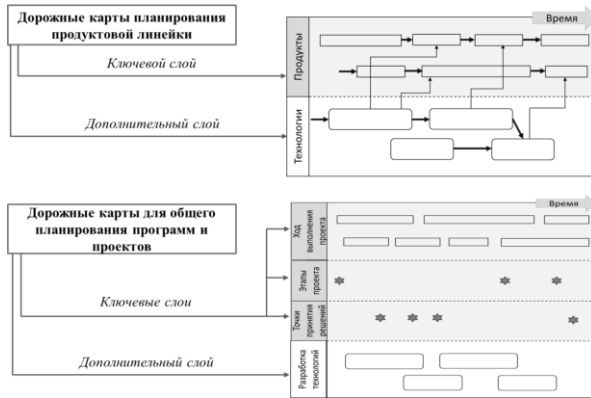 Дорожные карты планирования
продуктовой линейки
Ключевой слой
Дополнительный слой
Время
Продукты
Технологии
Дорожные карты для общего
планирования программ и
проектов
Ключевые слои
Дополнительный слой
Время
Ход
выполнения
проекта
Этапы
проекта
Точки
принятия
решений
Разработка
технологий